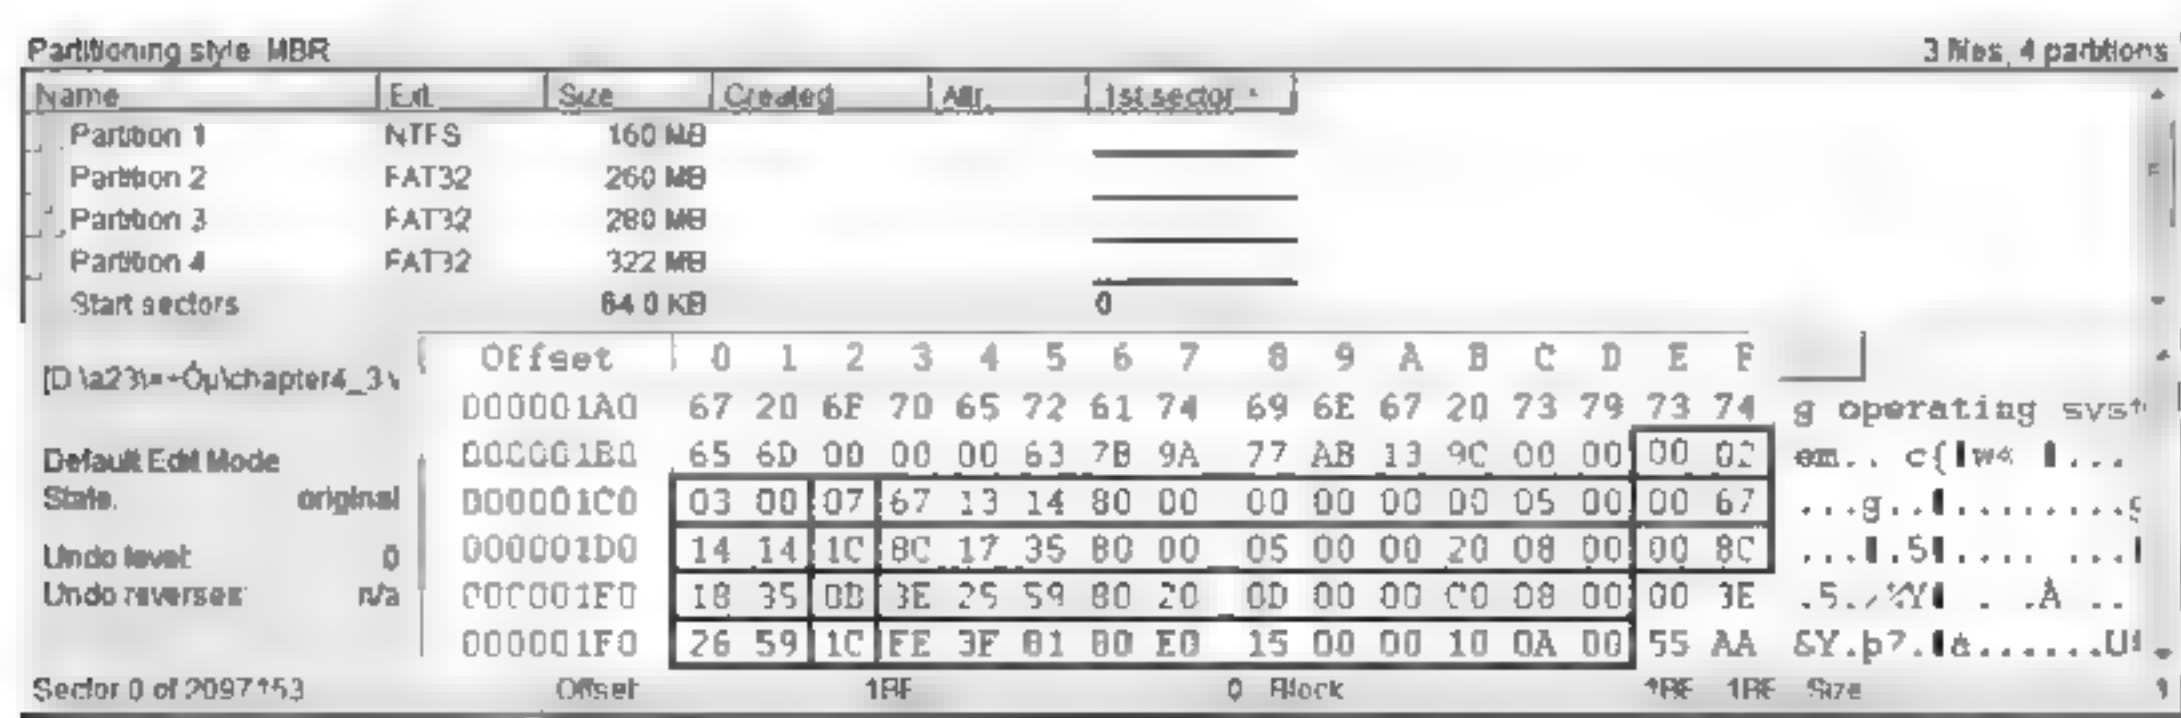 Partitioning style: MBR 3 files, 4 partitions
Name Ext. Size Created Attr. 1st sector
Partition 1 NTFS 160 MB
Partition 2 FAT32 260 MB
Partition 3 FAT32 280 MB
Partition 4 FAT32 322 MB
Start sectors 64.0 KB 0
Offset 0 1 2 3 4 5 6 7 8 9 A B C D E F
000001A0 67 20 6F 70 65 72 61 74 69 6E 67 20 73 79 73 74 g operating syst
000001B0 65 6D 00 00 00 63 7B 9A 77 AB 13 9C 00 00 00 02
000001C0 03 00 07 67 13 14 80 00 00 00 00 00 05 00 00 67
000001D0 14 14 1C 8C 17 35 80 00 05 00 00 20 08 00 00 8C
000001E0 18 35 0B 3E 25 59 80 20 0D 00 00 C0 08 00 00 3E
000001F0 26 59 1C FE 3F 81 80 E0 15 00 00 10 0A 00 55 AA
[D:\a23\ \chapter4_3\
Default Edit Mode
State: original
Undo level: 0
Undo reverses: n/a
Sector 0 of 2097153 Offset: 1BE 0 Block: 1BE 1BE Size: